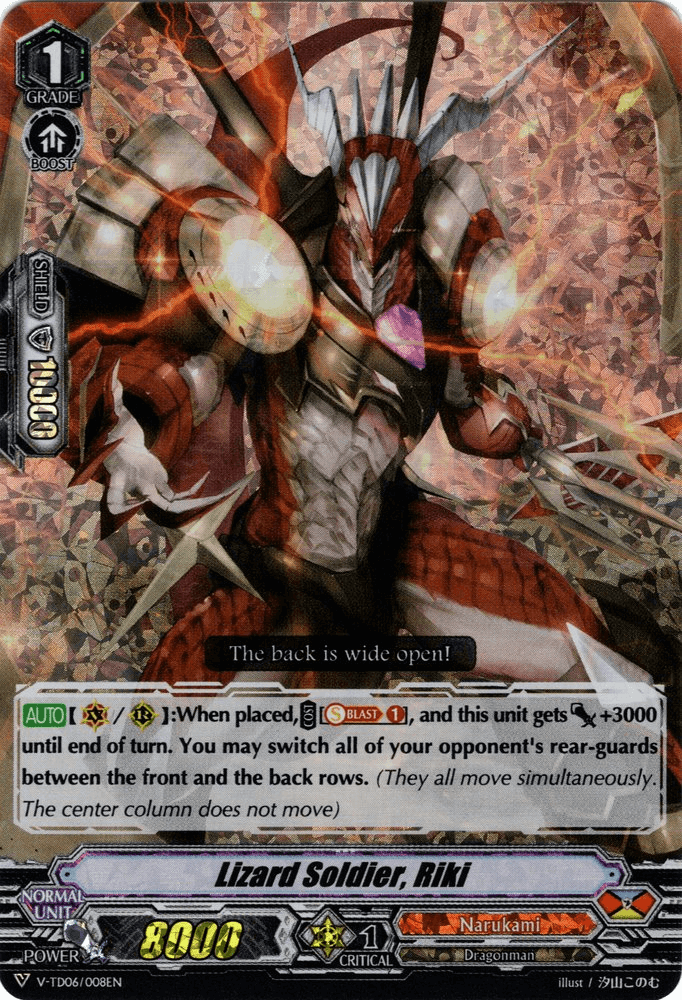 1
GRADE
BOOST
SHIELD
10000
The back is wide open!
AUTO【 V / R 】:When placed, COST [S BLAST 1], and this unit gets +3000
until end of turn. You may switch all of your opponent's rear-guards
between the front and the back rows. (They all move simultaneously.
The center column does not move)
Lizard Soldier, Riki
NORMAL
UNIT
POWER
8000
1
CRITICAL
Narukami
Dragonman
V-TD06/008EN
illust / 汐山このむ